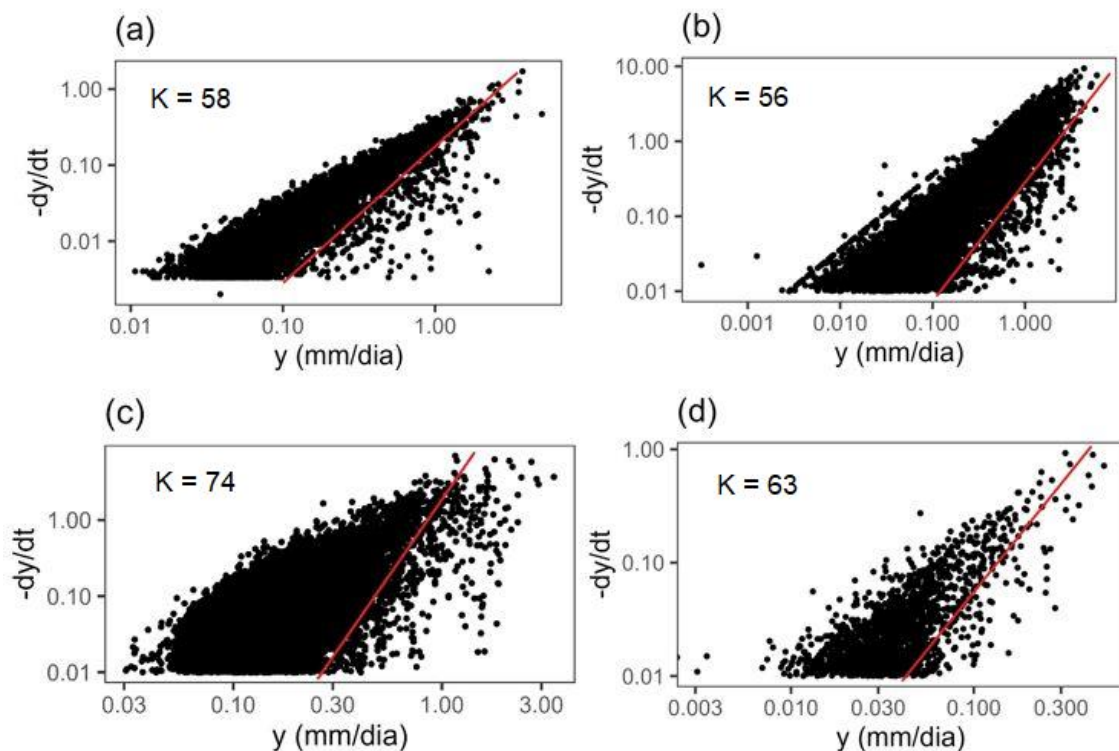 (a)
K = 58
-dy/dt
1.00
0.10
0.01
0.01 0.10 1.00
y (mm/dia)
(b)
K = 56
-dy/dt
10.00
1.00
0.10
0.01
0.001 0.010 0.100 1.000
y (mm/dia)
(c)
K = 74
-dy/dt
1.00
0.10
0.01
0.03 0.10 0.30 1.00 3.00
y (mm/dia)
(d)
K = 63
-dy/dt
1.00
0.10
0.01
0.003 0.010 0.030 0.100 0.300
y (mm/dia)